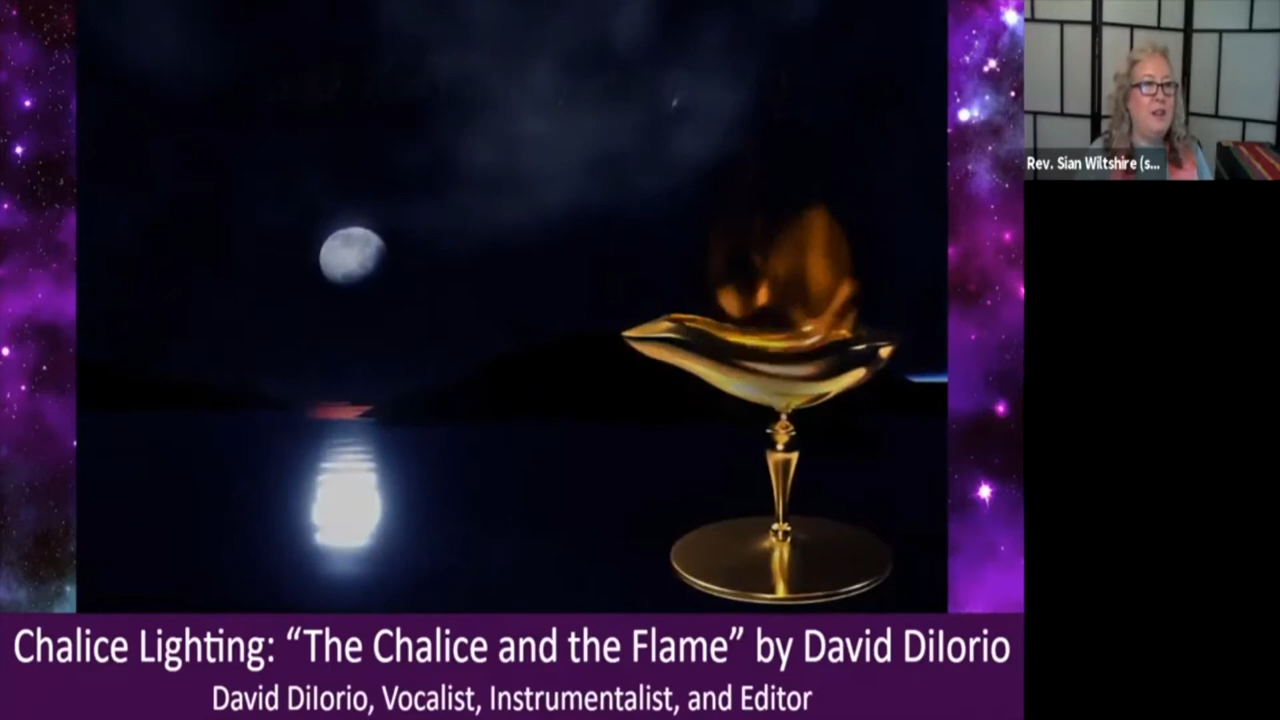 Rev. Sian Wiltshire (s...
Chalice Lighting: “The Chalice and the Flame” by David DiIorio
David DiIorio, Vocalist, Instrumentalist, and Editor